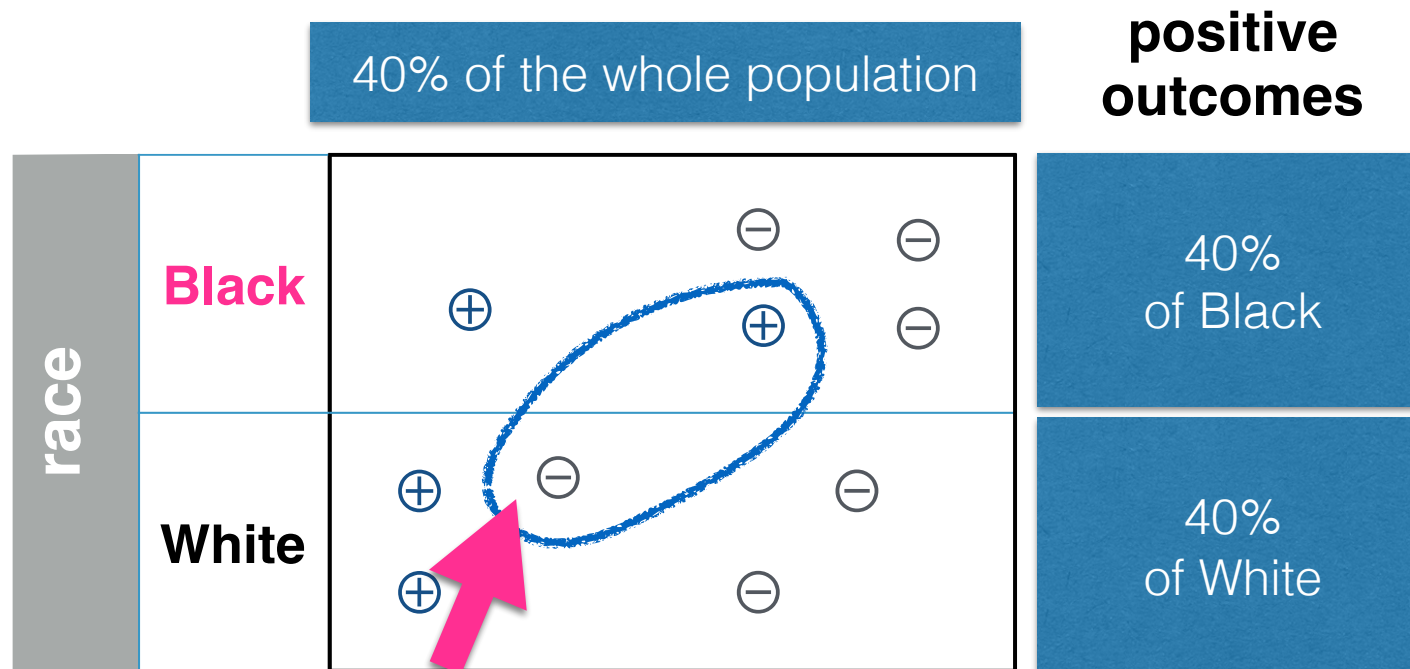 positive
outcomes
40% of the whole population
race
Black
40%
of Black
White
40%
of White